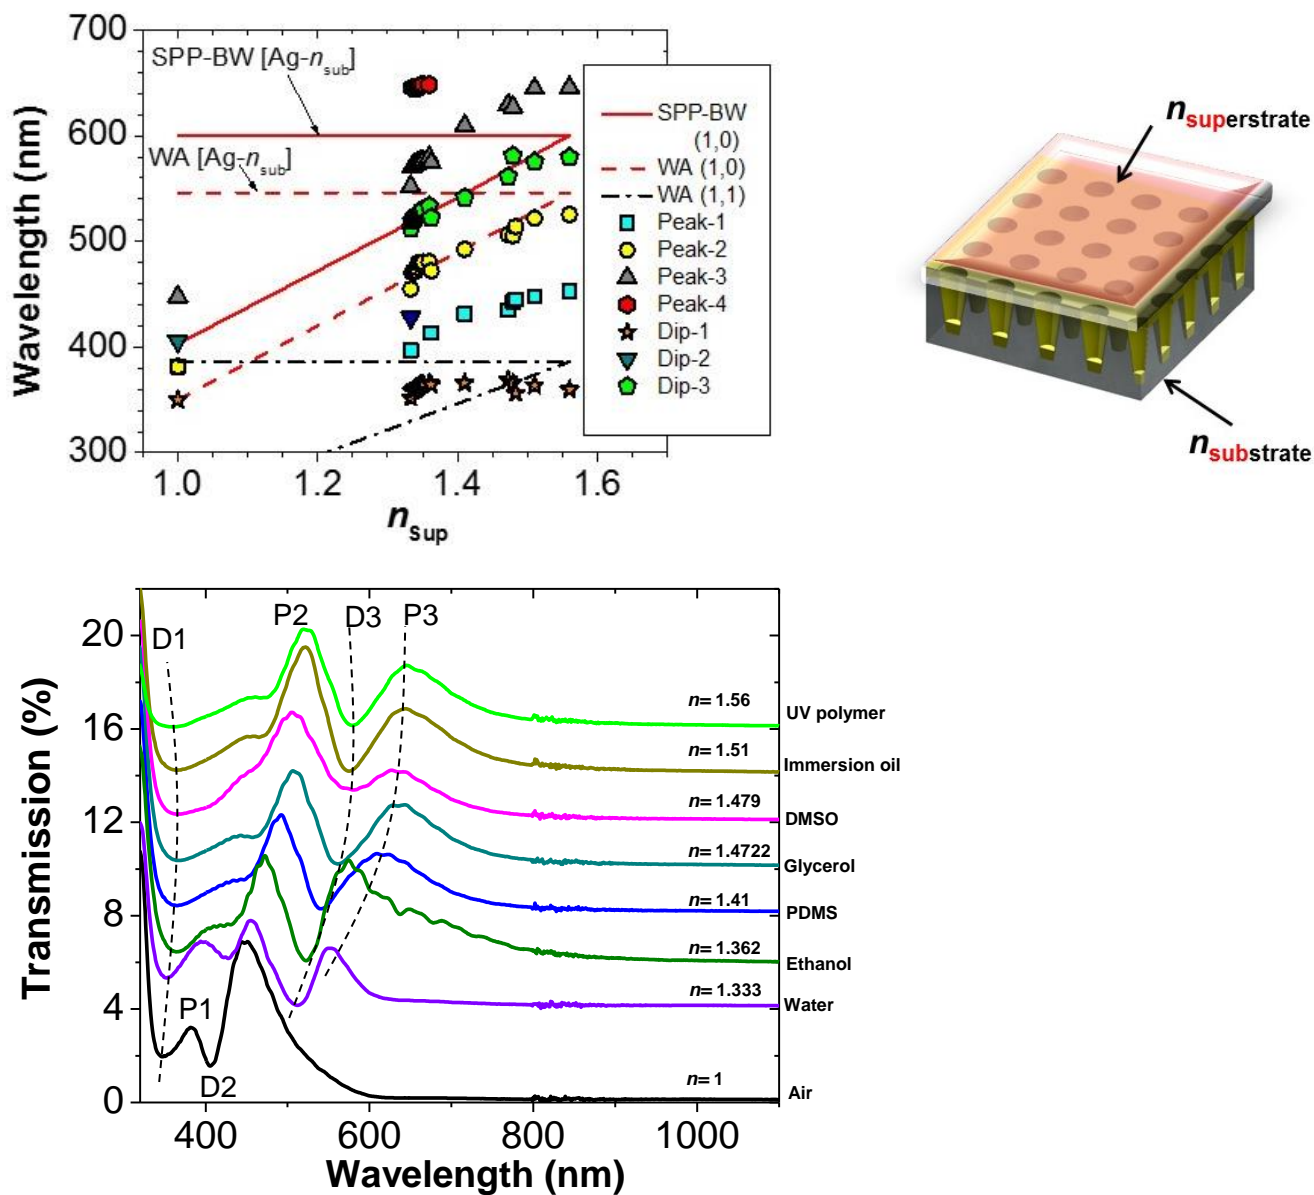 700
600
500
400
300
Wavelength (nm)
SPP-BW [Ag-nsub]
WA [Ag-nsub]
SPP-BW
(1,0)
WA (1,0)
WA (1,1)
Peak-1
Peak-2
Peak-3
Peak-4
Dip-1
Dip-2
Dip-3
1.0 1.2 1.4 1.6
nSup
nsuperstrate
nsubstrate
20
16
12
8
4
0
Transmission (%)
D1
P2
D3
P3
P1
D2
n= 1.56
UV polymer
n= 1.51
Immersion oil
n= 1.479
DMSO
n= 1.4722
Glycerol
n= 1.41
PDMS
n= 1.362
Ethanol
n= 1.333
Water
n= 1
Air
400 600 800 1000
Wavelength (nm)